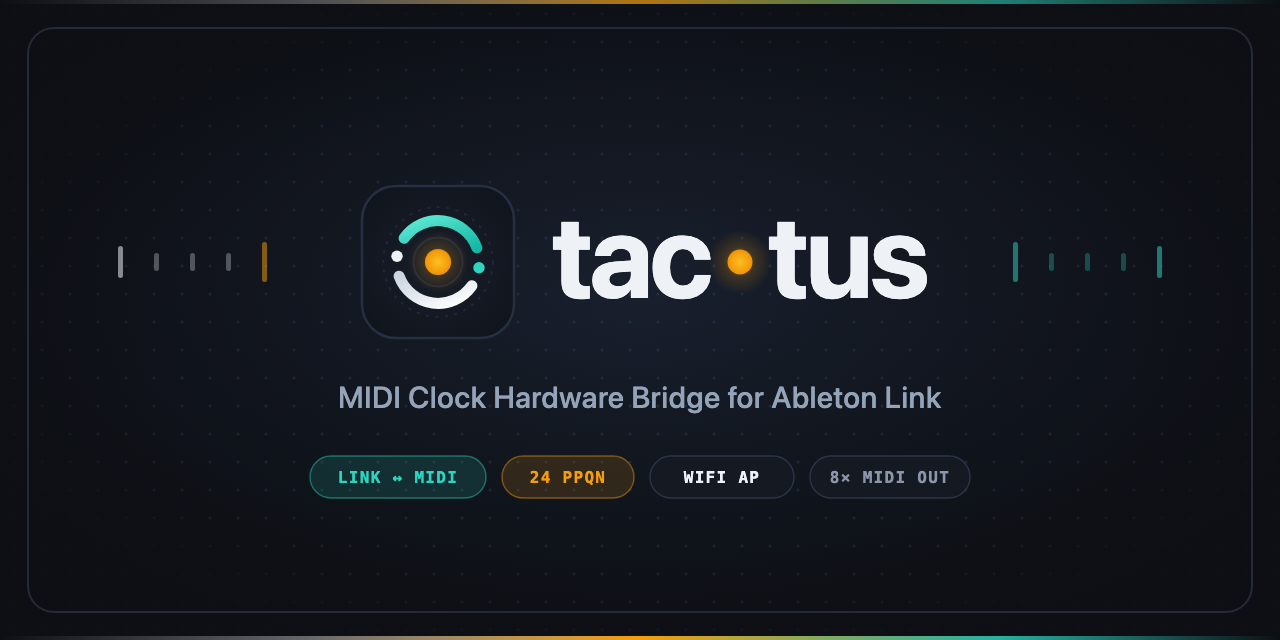 tac•tus
MIDI Clock Hardware Bridge for Ableton Link
LINK ↔ MIDI
24 PPQN
WIFI AP
8× MIDI OUT